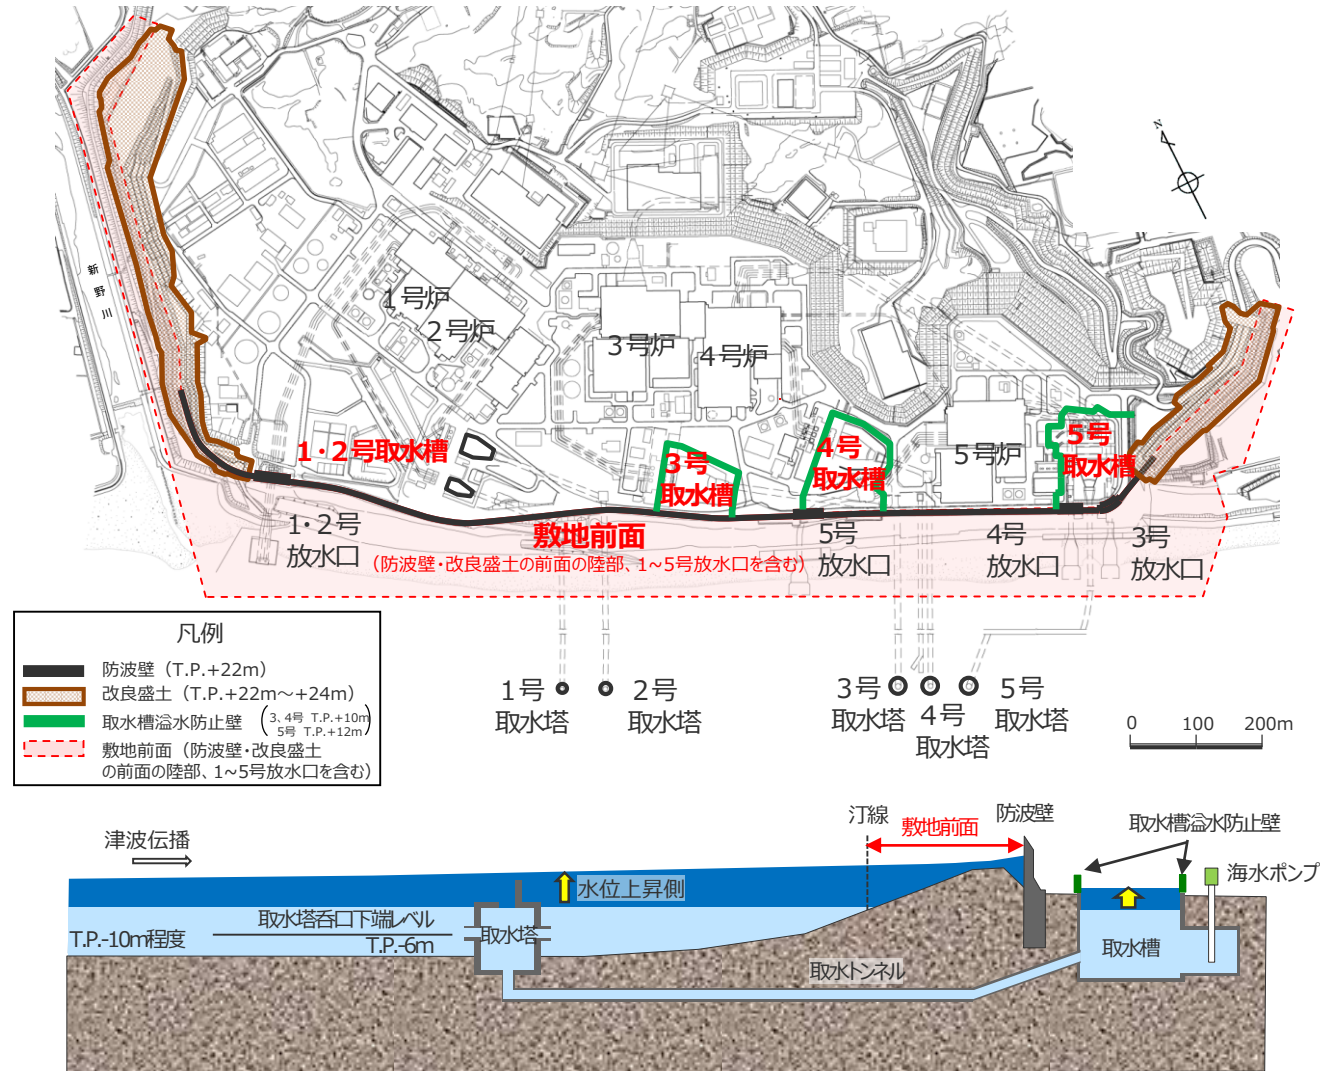 N
新野川
1号炉
2号炉
3号炉
4号炉
5号炉
1・2号取水槽
3号
取水槽
4号
取水槽
5号
取水槽
1・2号
放水口
敷地前面
(防波壁・改良盛土の前面の陸部、1~5号放水口を含む)
5号
放水口
4号
放水口
3号
放水口
1号
取水塔
2号
取水塔
3号
取水塔
4号
取水塔
5号
取水塔
0 100 200m
凡例
防波壁(T.P.+22m)
改良盛土(T.P.+22m~+24m)
取水槽溢水防止壁
3、4号 T.P.+10m
5号 T.P.+12m
敷地前面(防波壁・改良盛土
の前面の陸部、1~5号放水口を含む)
津波伝播
汀線
敷地前面
防波壁
取水槽溢水防止壁
海水ポンプ
水位上昇側
取水塔呑口下端レベル
T.P.-6m
T.P.-10m程度
取水塔
取水トンネル
取水槽